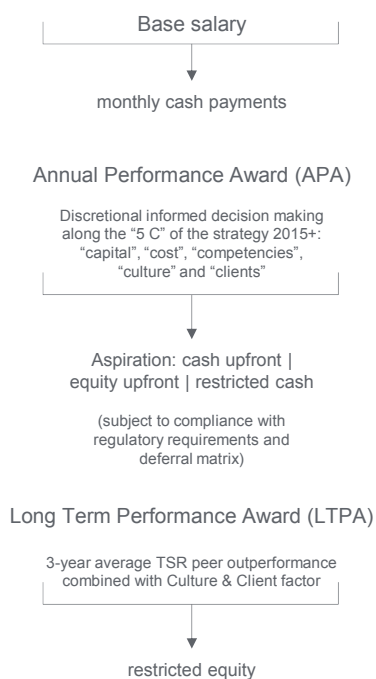 Base salary
monthly cash payments
Annual Performance Award (APA)
Discretional informed decision making
along the “5 C” of the strategy 2015+:
“capital”, “cost”, “competencies”,
“culture” and “clients”
Aspiration: cash upfront |
equity upfront | restricted cash
(subject to compliance with
regulatory requirements and
deferral matrix)
Long Term Performance Award (LTPA)
3-year average TSR peer outperformance
combined with Culture & Client factor
restricted equity